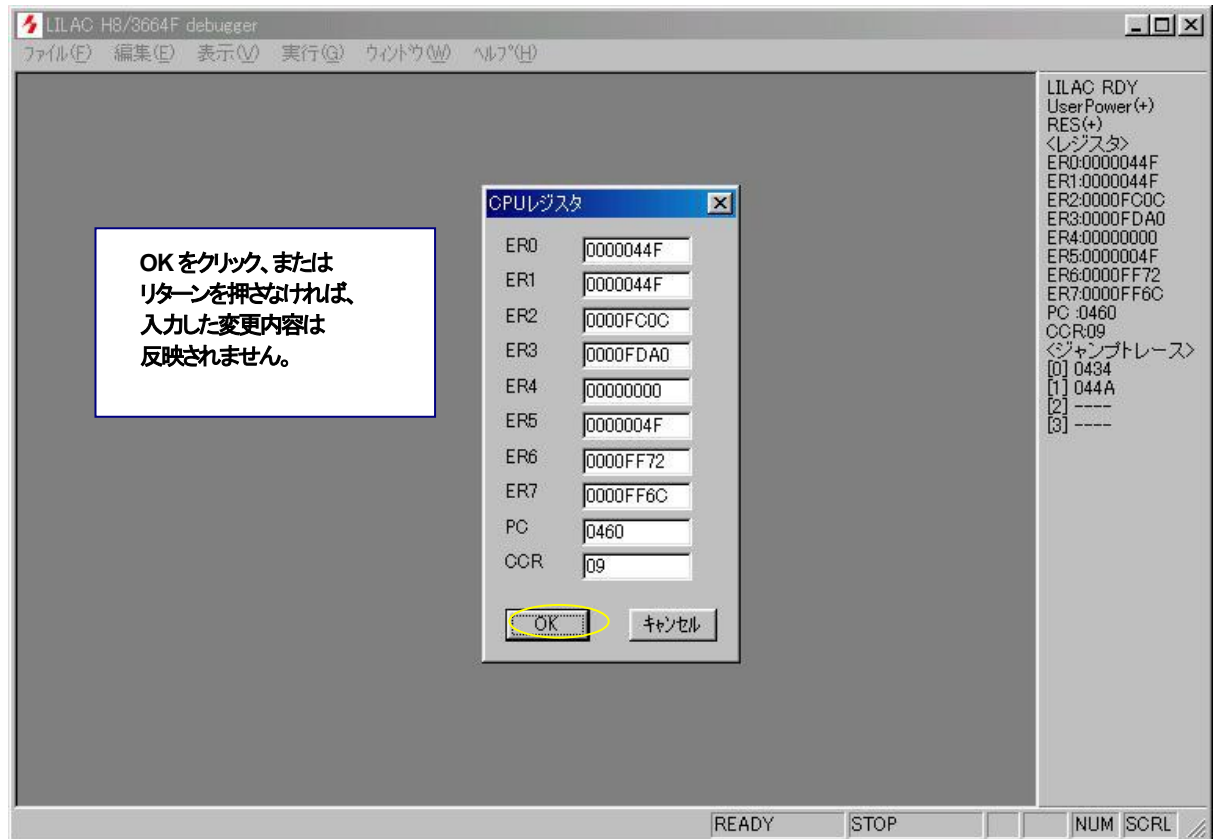 LILAC H8/3664F debugger
ファイル(F) 編集(E) 表示(V) 実行(G) ウィンドウ(W) ヘルプ(H)
OK をクリック、または
リターンを押さなければ、
入力した変更内容は
反映されません。
CPUレジスタ
ER0 0000044F
ER1 0000044F
ER2 0000FC0C
ER3 0000FDA0
ER4 00000000
ER5 0000004F
ER6 0000FF72
ER7 0000FF6C
PC 0460
CCR 09
OK キャンセル
LILAC RDY
UserPower(+)
RES(+)
<レジスタ>
ER0:0000044F
ER1:0000044F
ER2:0000FC0C
ER3:0000FDA0
ER4:00000000
ER5:0000004F
ER6:0000FF72
ER7:0000FF6C
PC :0460
CCR:09
<ジャンプトレース>
[0] 0434
[1] 044A
[2] ----
[3] ----
READY STOP NUM SCRL